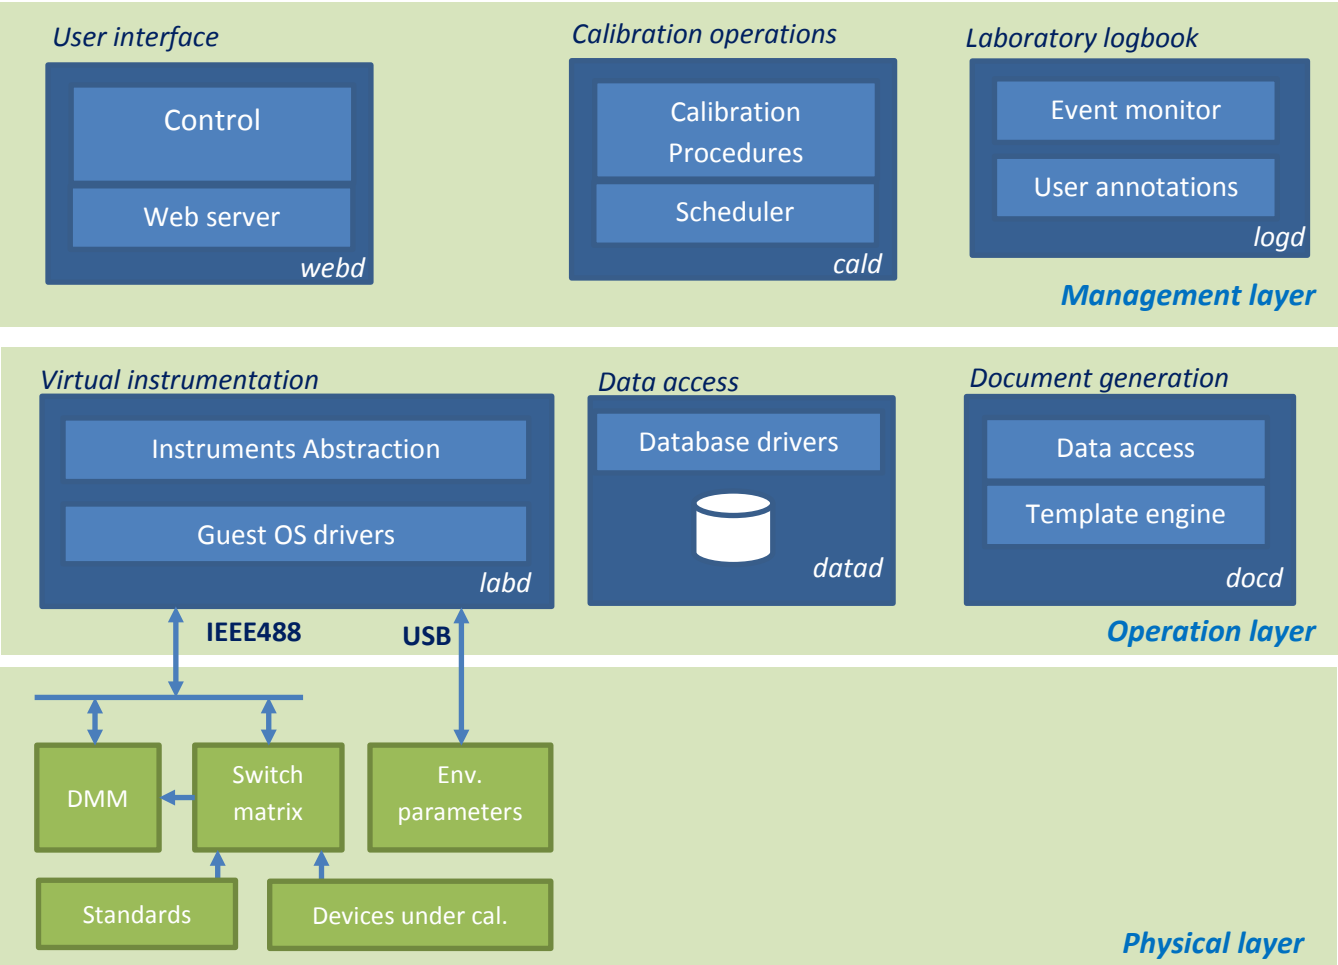 User interface
Calibration operations
Laboratory logbook
Control
Web server
webd
Calibration
Procedures
Scheduler
cald
Event monitor
User annotations
logd
Management layer
Virtual instrumentation
Data access
Document generation
Instruments Abstraction
Guest OS drivers
labd
Database drivers
datad
Data access
Template engine
docd
IEEE488
USB
Operation layer
DMM
Switch
matrix
Env.
parameters
Standards
Devices under cal.
Physical layer